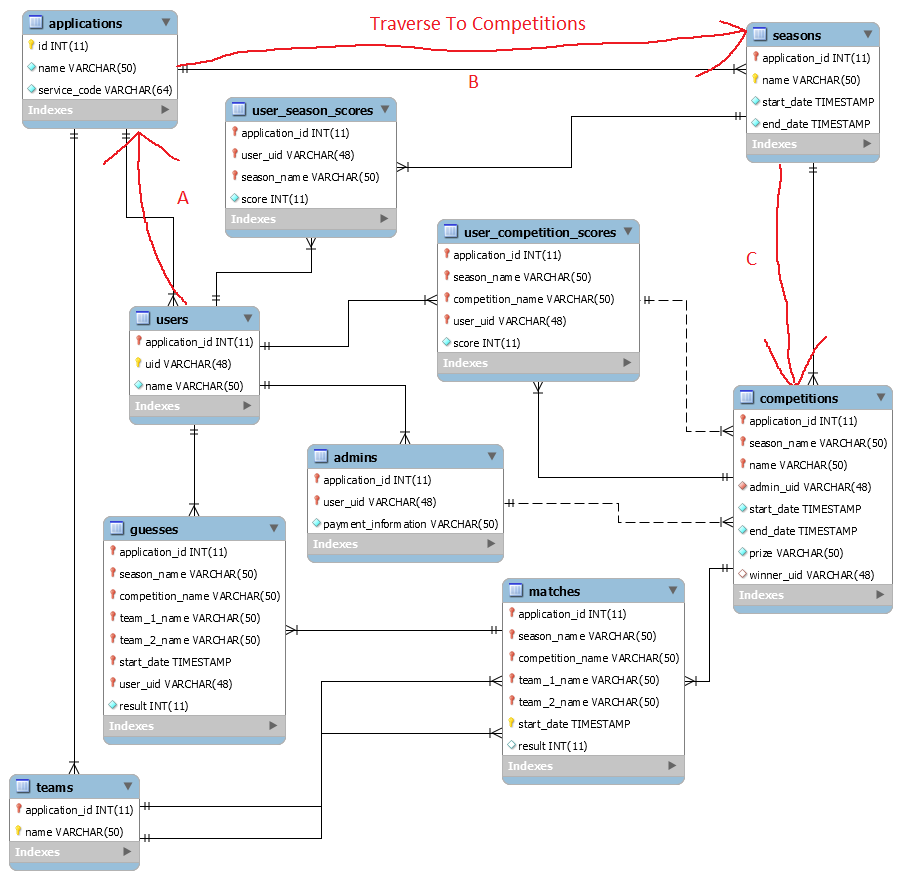 applications
id INT(11)
name VARCHAR(50)
service_code VARCHAR(64)
Indexes
Traverse To Competitions
B
seasons
application_id INT(11)
name VARCHAR(50)
start_date TIMESTAMP
end_date TIMESTAMP
Indexes
user_season_scores
application_id INT(11)
user_uid VARCHAR(48)
season_name VARCHAR(50)
score INT(11)
Indexes
A
user_competition_scores
application_id INT(11)
season_name VARCHAR(50)
competition_name VARCHAR(50)
user_uid VARCHAR(48)
score INT(11)
Indexes
C
users
application_id INT(11)
uid VARCHAR(48)
name VARCHAR(50)
Indexes
competitions
application_id INT(11)
season_name VARCHAR(50)
name VARCHAR(50)
admin_uid VARCHAR(48)
start_date TIMESTAMP
end_date TIMESTAMP
prize VARCHAR(50)
winner_uid VARCHAR(48)
Indexes
admins
application_id INT(11)
user_uid VARCHAR(48)
payment_information VARCHAR(50)
Indexes
guesses
application_id INT(11)
season_name VARCHAR(50)
competition_name VARCHAR(50)
team_1_name VARCHAR(50)
team_2_name VARCHAR(50)
start_date TIMESTAMP
user_uid VARCHAR(48)
result INT(11)
Indexes
matches
application_id INT(11)
season_name VARCHAR(50)
competition_name VARCHAR(50)
team_1_name VARCHAR(50)
team_2_name VARCHAR(50)
start_date TIMESTAMP
result INT(11)
Indexes
teams
application_id INT(11)
name VARCHAR(50)
Indexes